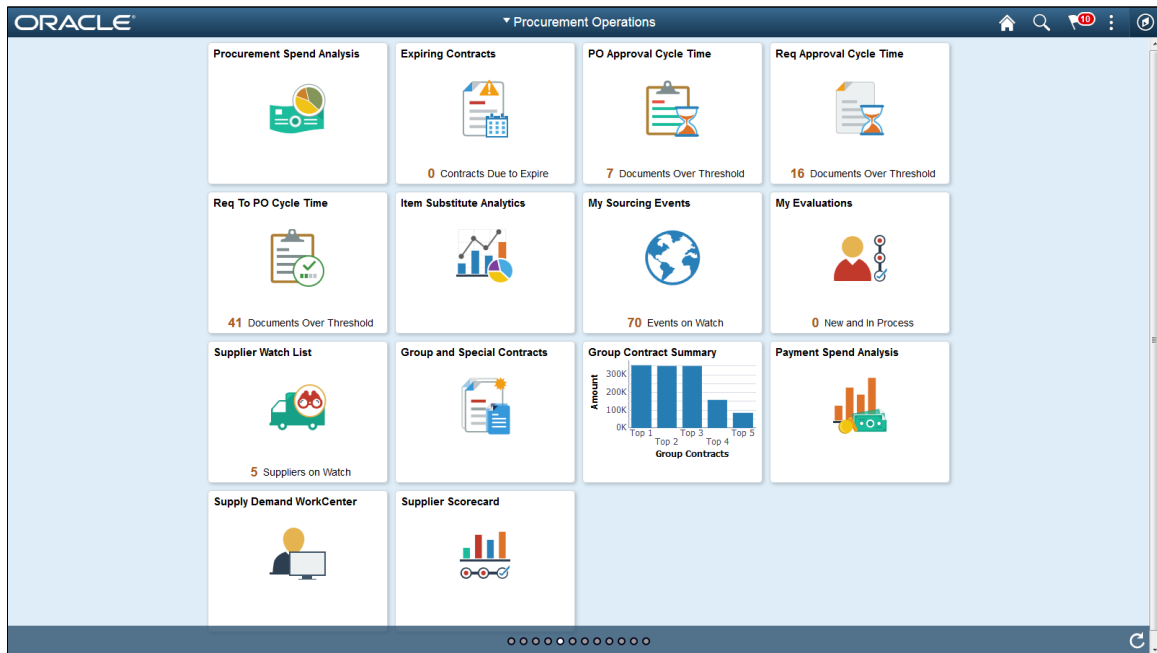 ORACLE
Procurement Operations
10
Procurement Spend Analysis
Expiring Contracts
0 Contracts Due to Expire
PO Approval Cycle Time
7 Documents Over Threshold
Req Approval Cycle Time
16 Documents Over Threshold
Req To PO Cycle Time
41 Documents Over Threshold
Item Substitute Analytics
My Sourcing Events
70 Events on Watch
My Evaluations
0 New and In Process
Supplier Watch List
5 Suppliers on Watch
Group and Special Contracts
Group Contract Summary
Amount
300K
200K
100K
0K
Top 1
Top 2
Top 3
Top 4
Top 5
Group Contracts
Payment Spend Analysis
Supply Demand WorkCenter
Supplier Scorecard